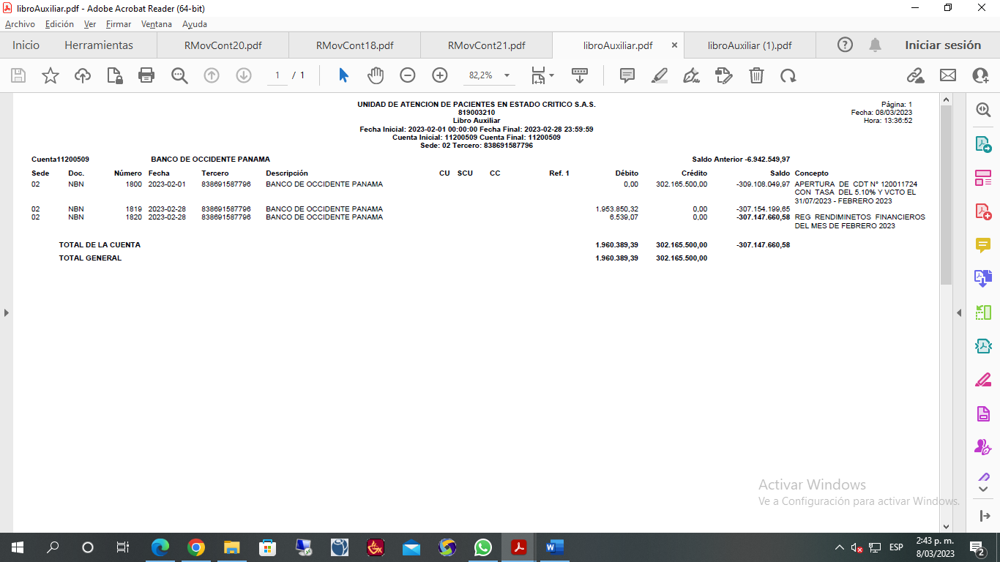 libroAuxiliar.pdf - Adobe Acrobat Reader (64-bit)
Archivo Edición Ver Firmar Ventana Ayuda
Inicio Herramientas RMovCont20.pdf RMovCont18.pdf RMovCont21.pdf libroAuxiliar.pdf × libroAuxiliar (1).pdf Iniciar sesión
1 / 1 82,2%
UNIDAD DE ATENCION DE PACIENTES EN ESTADO CRITICO S.A.S. Página: 1
819003210 Fecha: 08/03/2023
Libro Auxiliar Hora: 13:36:52
Fecha Inicial: 2023-02-01 00:00:00 Fecha Final: 2023-02-28 23:59:59
Cuenta Inicial: 11200509 Cuenta Final: 11200509
Sede: 02 Tercero: 838691587796
Cuenta11200509 BANCO DE OCCIDENTE PANAMA Saldo Anterior -6.942.549,97
Sede Doc. Número Fecha Tercero Descripción CU SCU CC Ref. 1 Débito Crédito Saldo Concepto
02 NBN 1800 2023-02-01 838691587796 BANCO DE OCCIDENTE PANAMA 0,00 302.165.500,00 -309.108.049,97 APERTURA DE CDT N° 120011724
CON TASA DEL 5.10% Y VCTO EL
31/07/2023 - FEBRERO 2023
02 NBN 1819 2023-02-28 838691587796 BANCO DE OCCIDENTE PANAMA 1.953.850,32 0,00 -307.154.199,65
02 NBN 1820 2023-02-28 838691587796 BANCO DE OCCIDENTE PANAMA 6.539,07 0,00 -307.147.660,58 REG RENDIMINETOS FINANCIEROS
DEL MES DE FEBRERO 2023
TOTAL DE LA CUENTA 1.960.389,39 302.165.500,00 -307.147.660,58
TOTAL GENERAL 1.960.389,39 302.165.500,00
Activar Windows
Ve a Configuración para activar Windows.
ESP 2:43 p. m.
8/03/2023 2